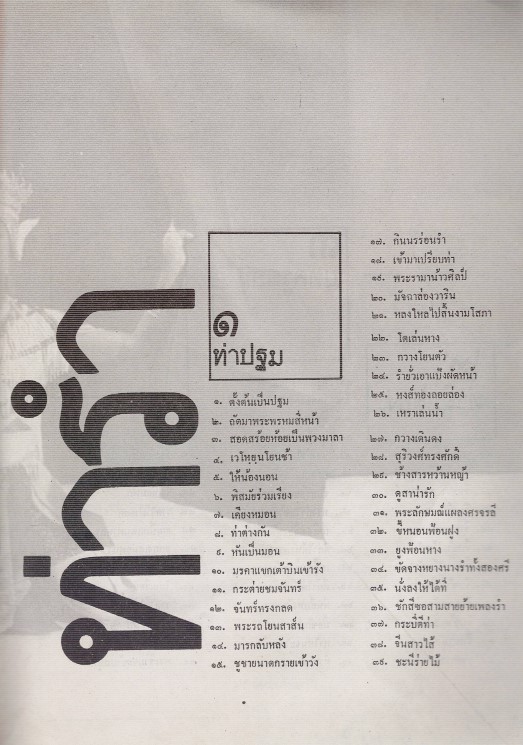 ท่ารำ
๑
ท่าปฐม
๑. ตั้งต้นเป็นปฐม
๒. ถัดมาพระพรหมสี่หน้า
๓. สอดสร้อยห้อยเป็นพวงมาลา
๔. เวโหยนโยนช้า
๕. ให้น้องนอน
๖. พิสมัยร่วมเรียง
๗. เคียงหมอน
๘. ท่าต่างกัน
๙. หันเป็นมอน
๑๐. มรคาแขกเต้าบินเข้ารัง
๑๑. กระต่ายชมจันทร์
๑๒. จันทร์ทรงกลด
๑๓. พระรถโยนสาส์น
๑๔. มารกลับหลัง
๑๕. ชูชายนาดกรายเข้าวัง
๑๗. กินนรร่อนรำ
๑๘. เข้ามาเปรียบท่า
๑๙. พระรามาน้าวศิลป์
๒๐. มัจฉาล่องวาริน
๒๑. หลงใหลไปสิ้นงามโสภา
๒๒. โตเล่นหาง
๒๓. กวางโยนตัว
๒๔. รำยั่วเอาแป้งผัดหน้า
๒๕. หงส์ทองลอยล่อง
๒๖. เหราเล่นน้ำ
๒๗. กวางเดินดง
๒๘. สุริวงศ์ทรงศักดิ์
๒๙. ช้างสารหว้านหญ้า
๓๐. ดูสาน่ารัก
๓๑. พระลักษมณ์แผลงศรจรลี
๓๒. ขี้หนอนฟ้อนฝูง
๓๓. ยูงฟ้อนหาง
๓๔. ขัดจางหยางนางรำทั้งสองศรี
๓๕. นั่งลงให้ได้ที่
๓๖. ชักสีซอสามสายย้ายเพลงรำ
๓๗. กระบี่ตีท่า
๓๘. จีนสาวไส้
๓๙. ชะนีร่ายไม้